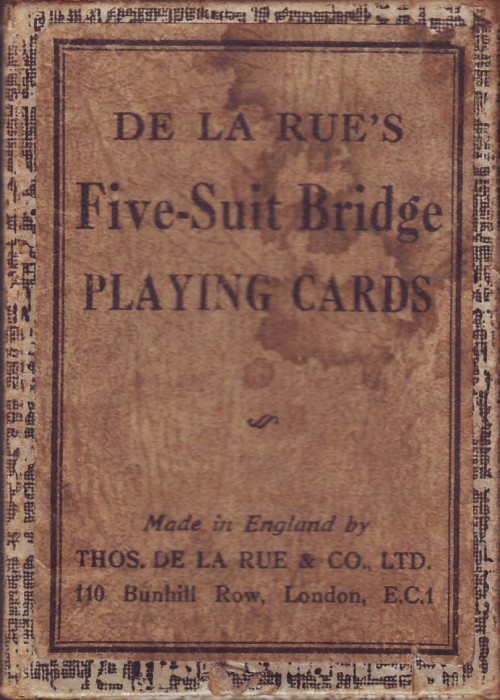 DE LA RUE'S
Five-Suit Bridge
PLAYING CARDS
Made in England by
THOS. DE LA RUE & CO., LTD.
110 Bunhill Row, London, E.C.1